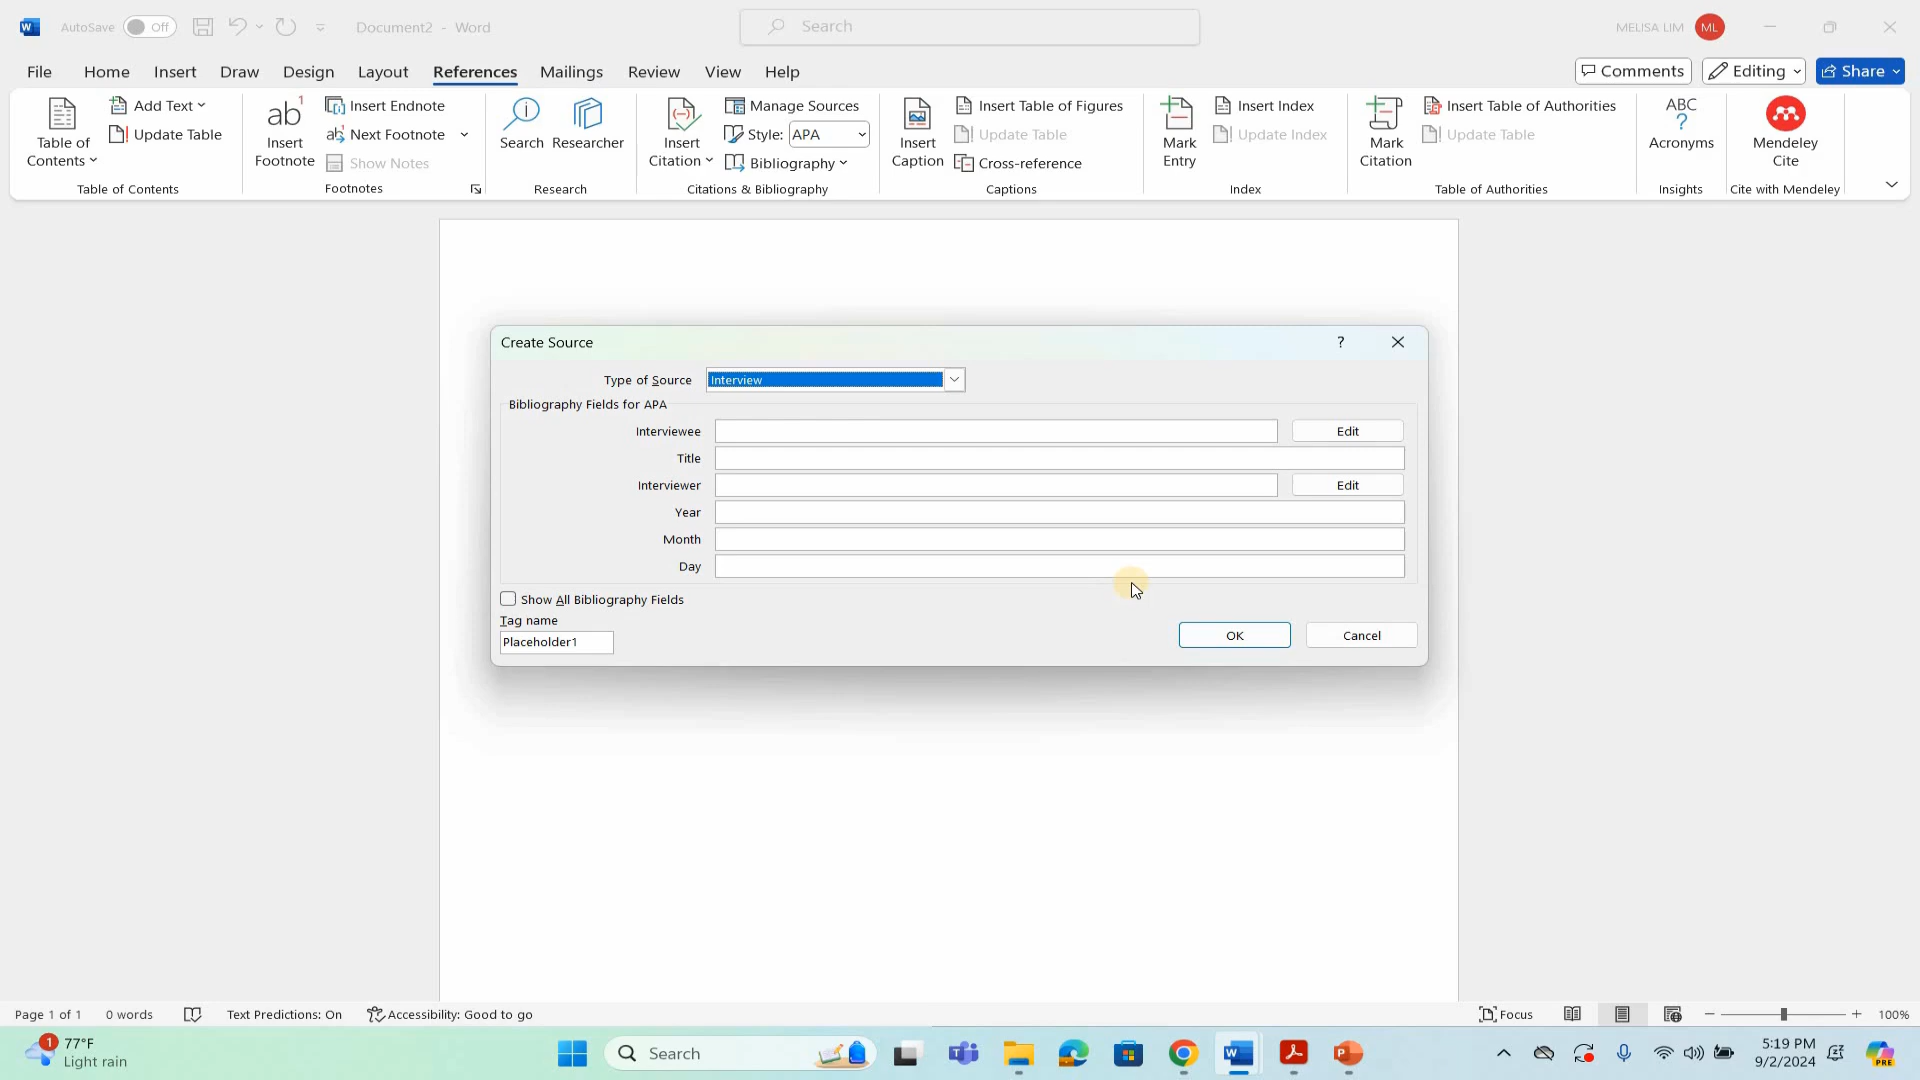 W AutoSave Off Document2 - Word Search MELISA LIM ML
File Home Insert Draw Design Layout References Mailings Review View Help Comments Editing Share
Table of Contents
Add Text
Update Table
Table of Contents
ab1 Insert Footnote
Insert Endnote
ab Next Footnote
Show Notes
Footnotes
Search Researcher
Research
Insert Citation
Manage Sources
Style: APA
Bibliography
Citations & Bibliography
Insert Caption
Insert Table of Figures
Update Table
Cross-reference
Captions
Mark Entry
Insert Index
Update Index
Index
Mark Citation
Insert Table of Authorities
Update Table
Table of Authorities
ABC
?
Acronyms
Insights
Mendeley Cite
Cite with Mendeley
Create Source ?
Type of Source Interview
Bibliography Fields for APA
Interviewee Edit
Title
Interviewer Edit
Year
Month
Day
Show All Bibliography Fields
Tag name
Placeholder1 OK Cancel
Page 1 of 1 0 words Text Predictions: On Accessibility: Good to go Focus 100%
1 77°F
Light rain
Search
W P
5:19 PM
9/2/2024
PRE